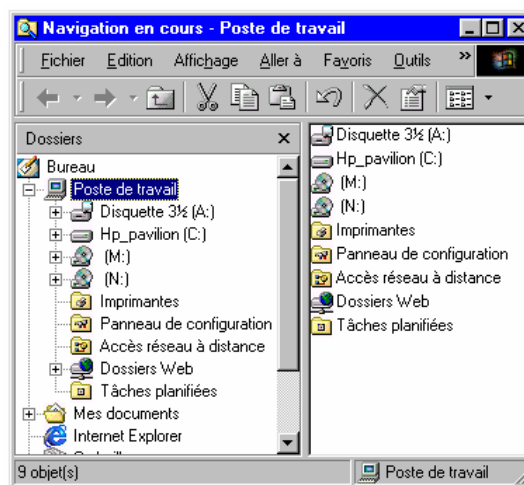 Navigation en cours - Poste de travail
Fichier Edition Affichage Aller à Favoris Outils »
Dossiers
Bureau
Poste de travail
Disquette 3½ (A:)
Hp_pavilion (C:)
(M:)
(N:)
Imprimantes
Panneau de configuration
Accès réseau à distance
Dossiers Web
Tâches planifiées
Mes documents
Internet Explorer
Disquette 3½ (A:)
Hp_pavilion (C:)
(M:)
(N:)
Imprimantes
Panneau de configuration
Accès réseau à distance
Dossiers Web
Tâches planifiées
9 objet(s)
Poste de travail